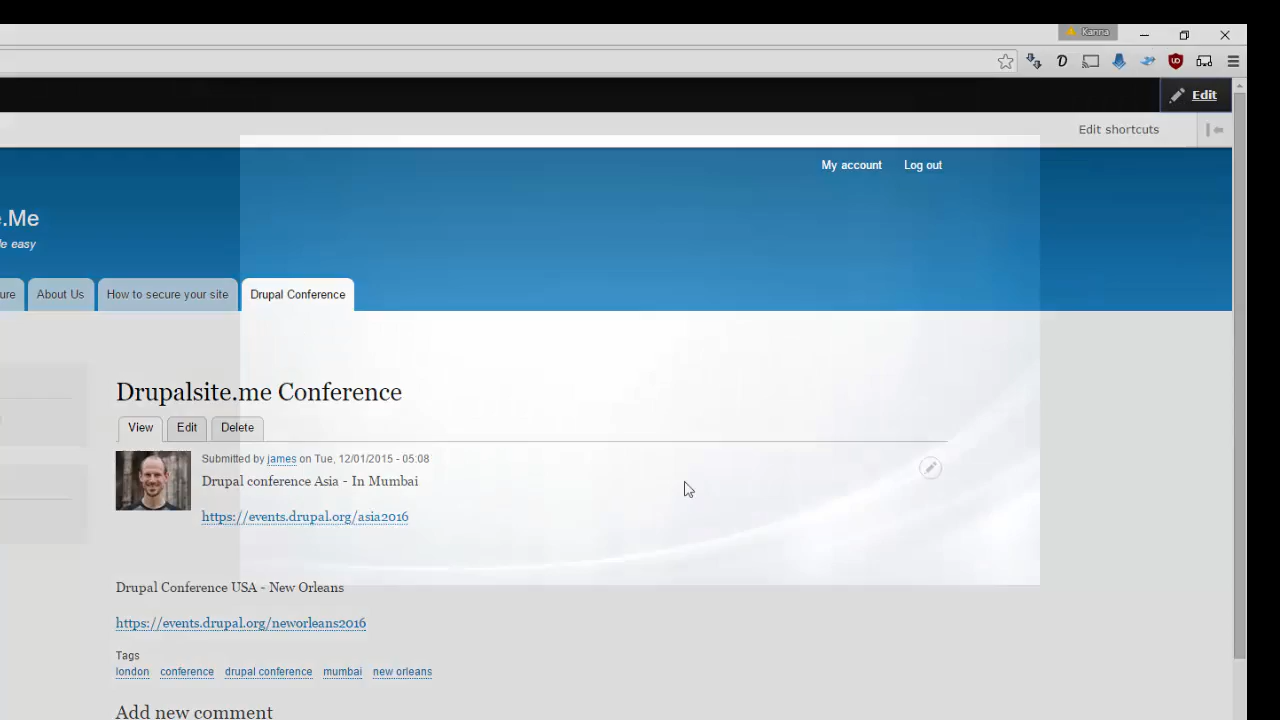 Kanna
Edit
Edit shortcuts
My account Log out
.Me
easy
ure About Us How to secure your site Drupal Conference
Drupalsite.me Conference
View Edit Delete
Submitted by james on Tue, 12/01/2015 - 05:08
Drupal conference Asia - In Mumbai
https://events.drupal.org/asia2016
Drupal Conference USA - New Orleans
https://events.drupal.org/neworleans2016
Tags
london conference drupal conference mumbai new orleans
Add new comment